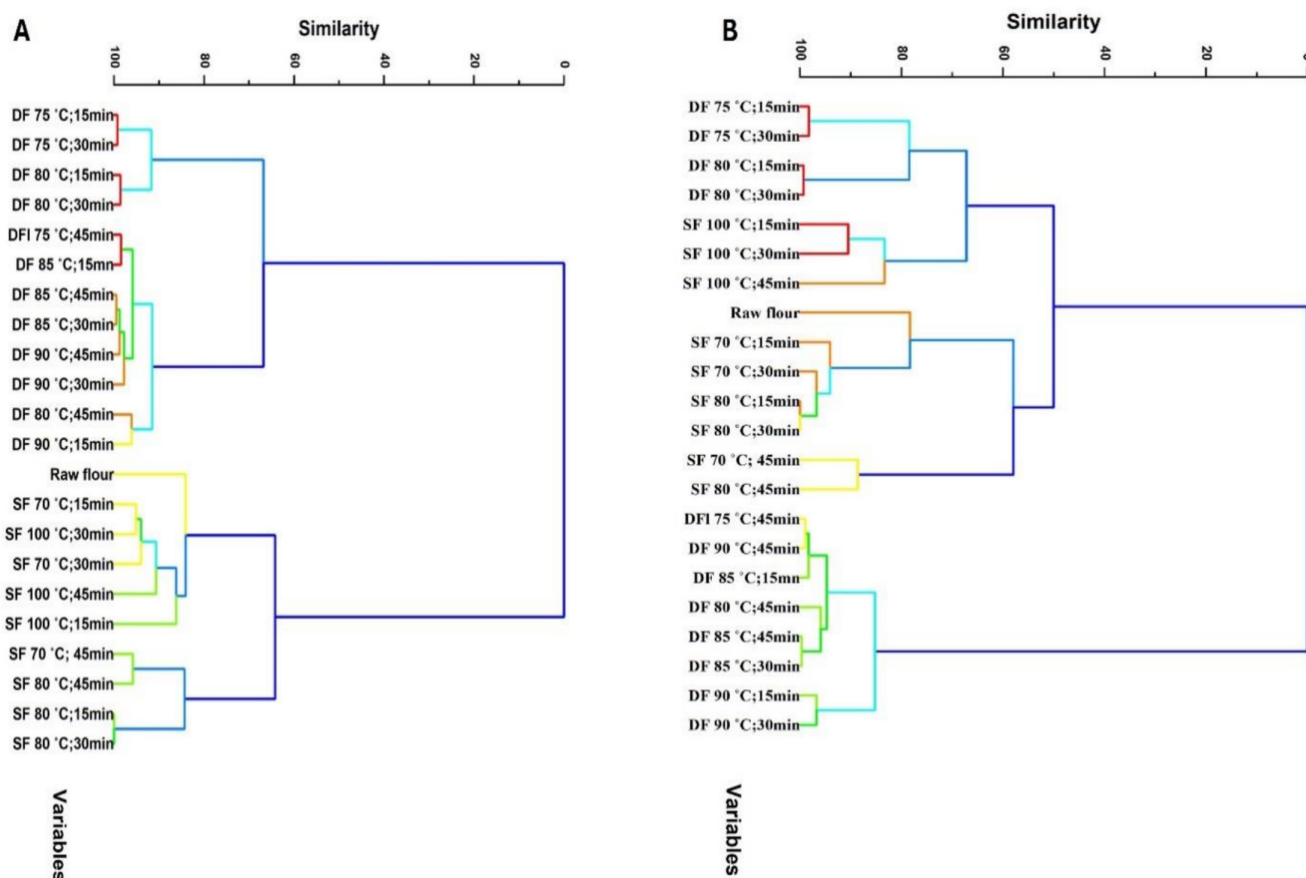 A
Similarity
100
80
60
40
20
0
DF 75 °C;15min
DF 75 °C;30min
DF 80 °C;15min
DF 80 °C;30min
DFI 75 °C;45min
DF 85 °C;15mn
DF 85 °C;45min
DF 85 °C;30min
DF 90 °C;45min
DF 90 °C;30min
DF 80 °C;45min
DF 90 °C;15min
Raw flour
SF 70 °C;15min
SF 100 °C;30min
SF 70 °C;30min
SF 100 °C;45min
SF 100 °C;15min
SF 70 °C; 45min
SF 80 °C;45min
SF 80 °C;15min
SF 80 °C;30min
Variables
B
Similarity
100
80
60
40
20
DF 75 °C;15min
DF 75 °C;30min
DF 80 °C;15min
DF 80 °C;30min
SF 100 °C;15min
SF 100 °C;30min
SF 100 °C;45min
Raw flour
SF 70 °C;15min
SF 70 °C;30min
SF 80 °C;15min
SF 80 °C;30min
SF 70 °C; 45min
SF 80 °C;45min
DFI 75 °C;45min
DF 90 °C;45min
DF 85 °C;15mn
DF 80 °C;45min
DF 85 °C;45min
DF 85 °C;30min
DF 90 °C;15min
DF 90 °C;30min
Variables